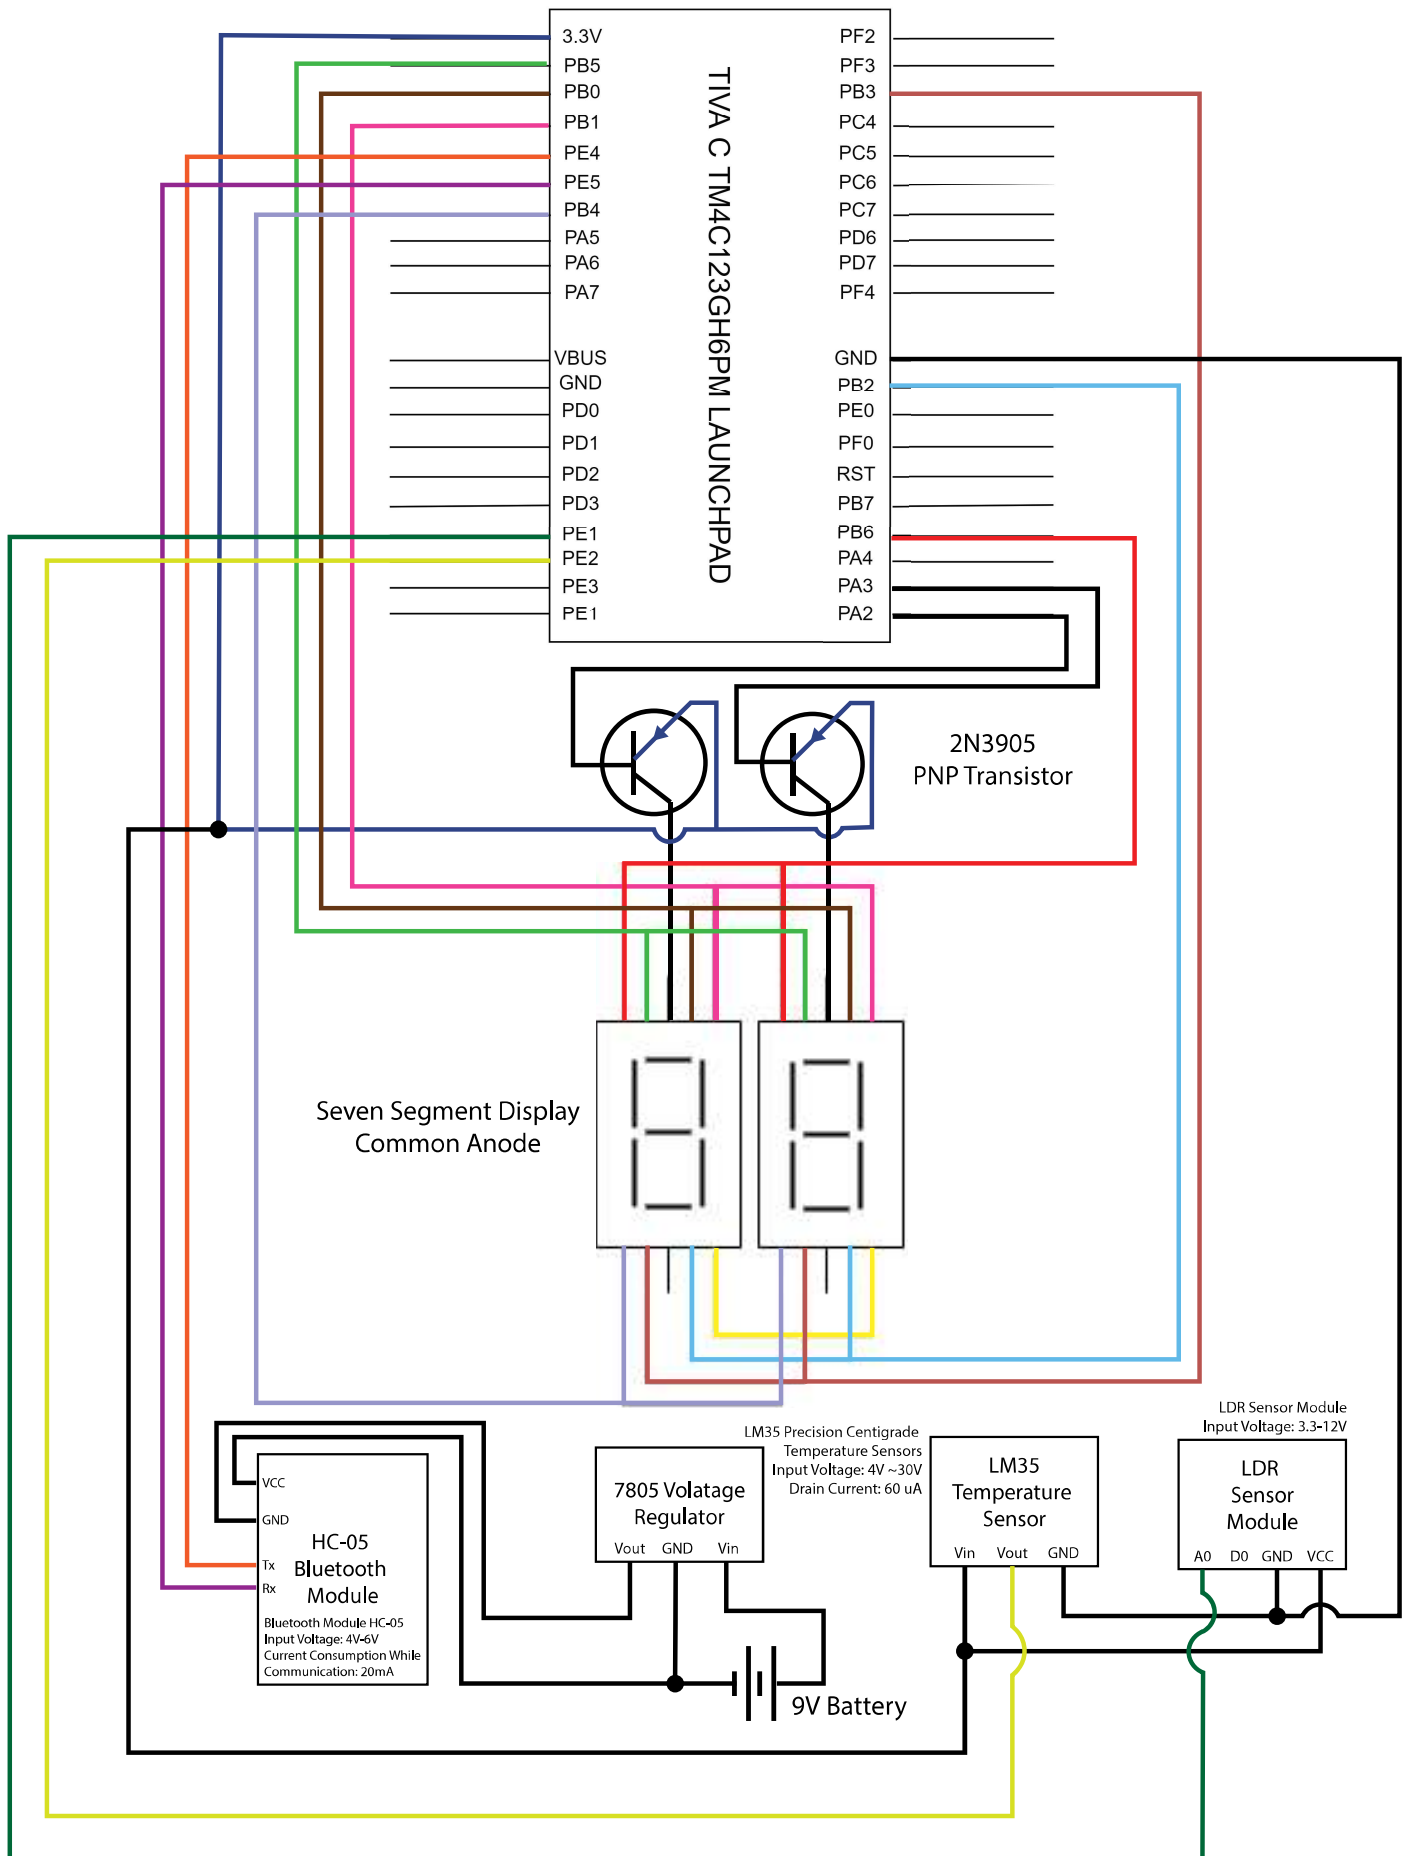 3.3V
PB5
PB0
PB1
PE4
PE5
PB4
PA5
PA6
PA7
VBUS
GND
PD0
PD1
PD2
PD3
PE1
PE2
PE3
PE1
TIVA C TM4C123GH6PM LAUNCHPAD
PF2
PF3
PB3
PC4
PC5
PC6
PC7
PD6
PD7
PF4
GND
PB2
PE0
PF0
RST
PB7
PB6
PA4
PA3
PA2
2N3905
PNP Transistor
Seven Segment Display
Common Anode
VCC
GND
Tx
Rx
HC-05
Bluetooth
Module
Bluetooth Module HC-05
Input Voltage: 4V-6V
Current Consumption While
Communication: 20mA
7805 Volatage
Regulator
Vout GND Vin
9V Battery
LM35 Precision Centigrade
Temperature Sensors
Input Voltage: 4V ~30V
Drain Current: 60 uA
LM35
Temperature
Sensor
Vin Vout GND
LDR Sensor Module
Input Voltage: 3.3-12V
LDR
Sensor
Module
A0 D0 GND VCC